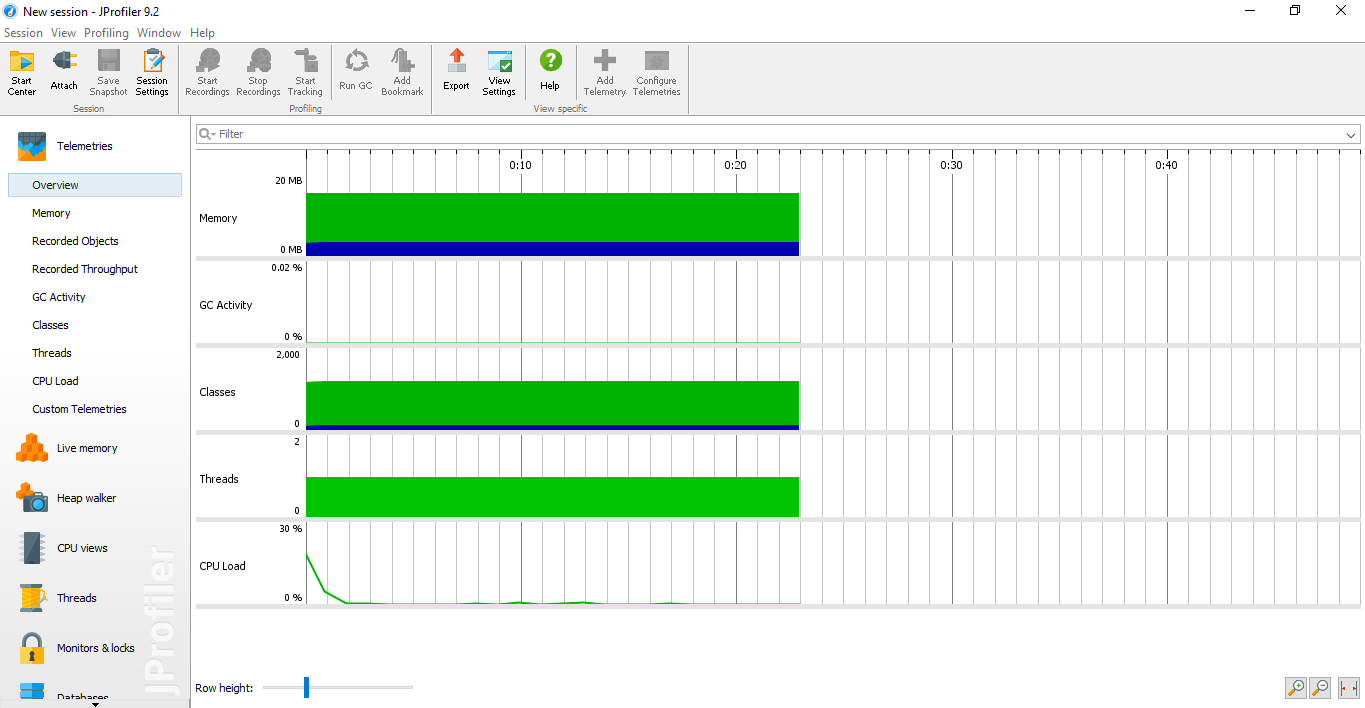 New session - JProfiler 9.2
Session View Profiling Window Help
Start Center
Attach
Save Snapshot
Session Settings
Start Recordings
Stop Recordings
Start Tracking
Run GC
Add Bookmark
Export
View Settings
Help
Add Telemetry
Configure Telemetries
Session
Profiling
View specific
Telemetries
Overview
Memory
Recorded Objects
Recorded Throughput
GC Activity
Classes
Threads
CPU Load
Custom Telemetries
Live memory
Heap walker
CPU views
Threads
Monitors & locks
Databases
JProfiler
Filter
0:10 0:20 0:30 0:40
20 MB
Memory
0 MB
0.02 %
GC Activity
0 %
2,000
Classes
0
2
Threads
0
30 %
CPU Load
0 %
Row height: